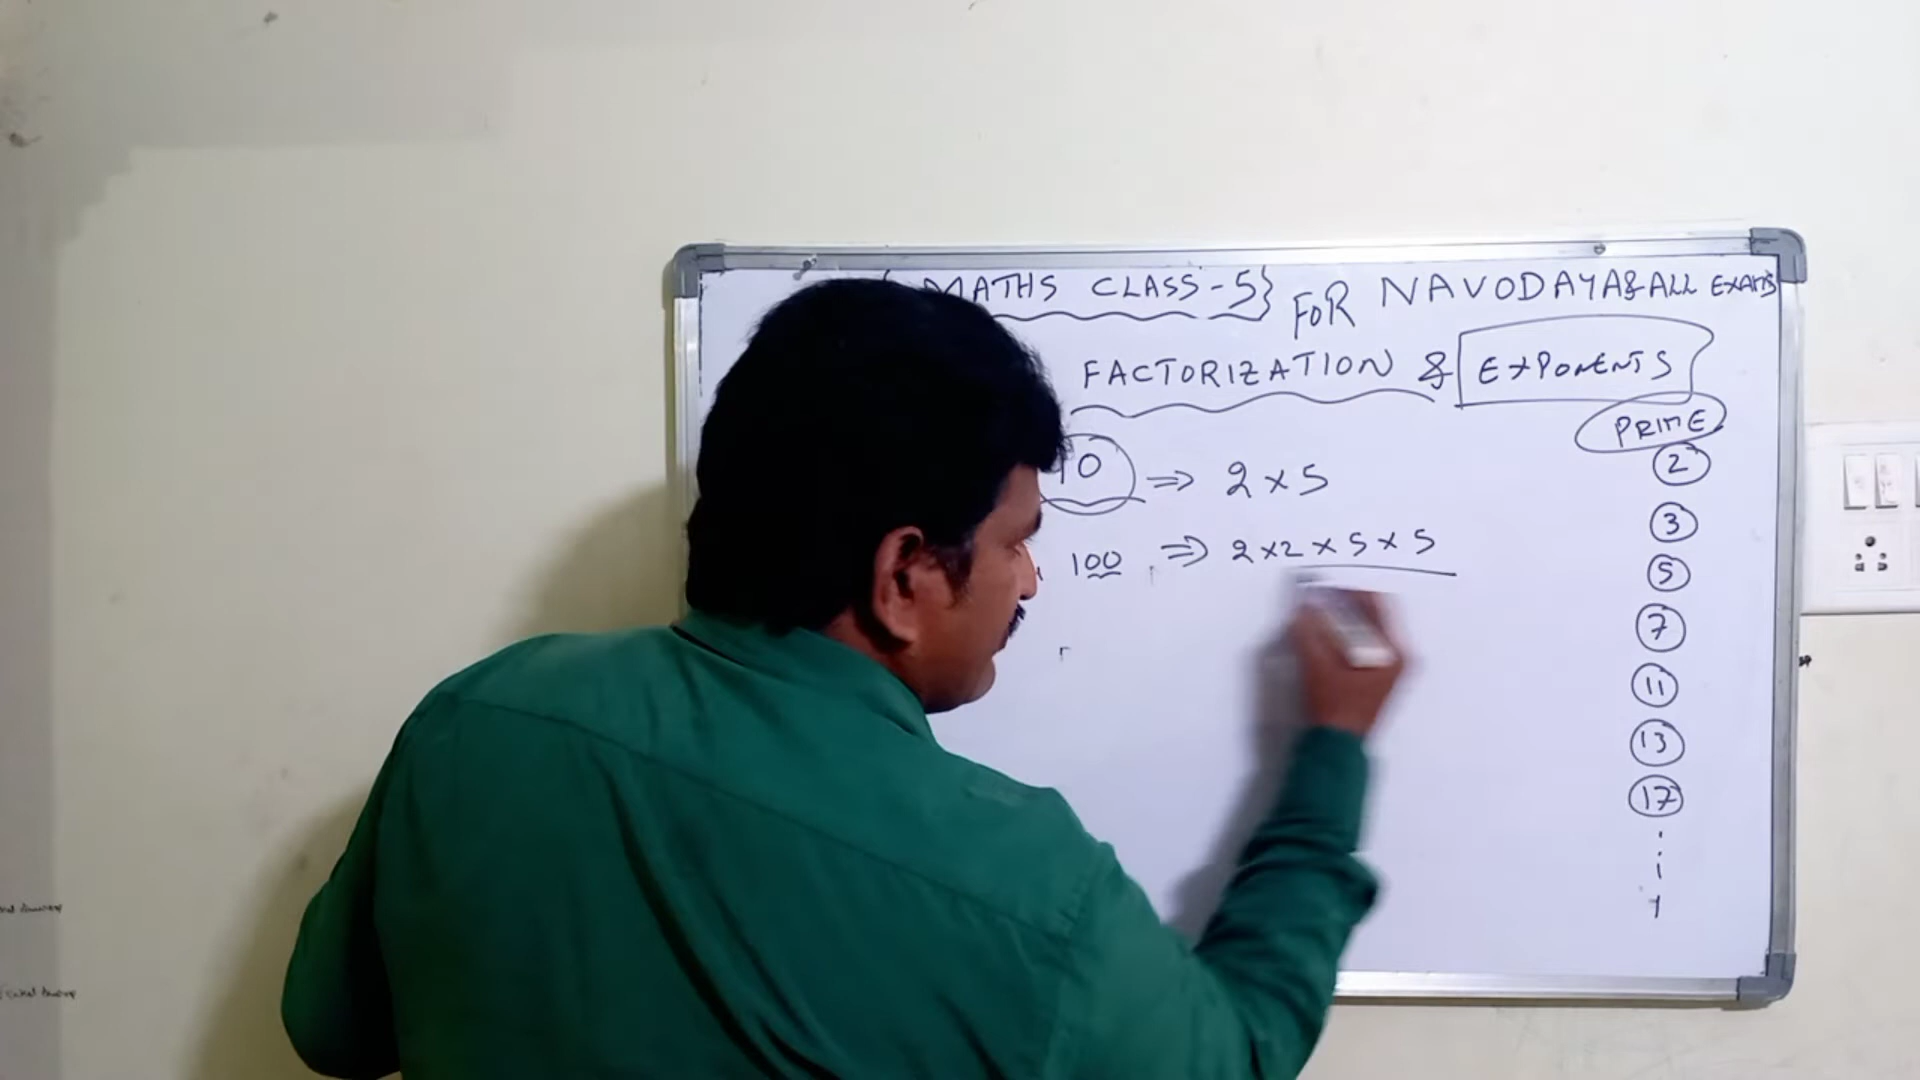 MATHS CLASS-5} FOR NAVODAYA & ALL EXAMS
FACTORIZATION & EXPONENTS
PRIME
10 ⇒ 2 × 5
2
3
100 ⇒ 2 × 2 × 5 × 5
5
7
11
13
17